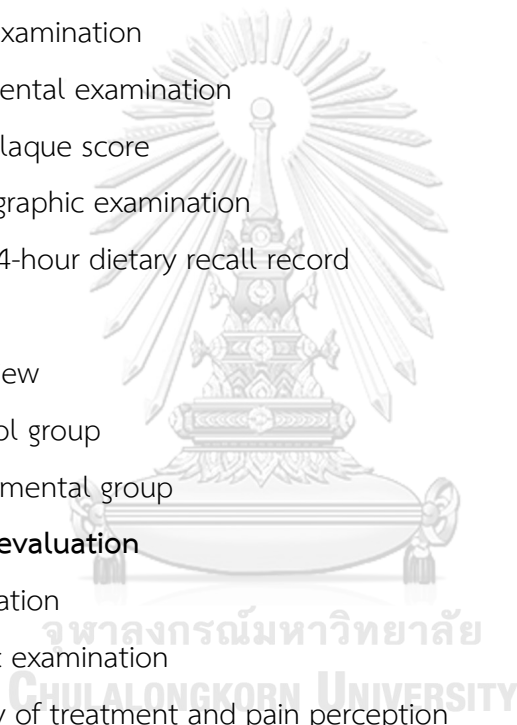 xamination
ental examination
laque score
graphic examination
4-hour dietary recall record
ew
ol group
mental group
evaluation
ation
examination
y of treatment and pain perception
จุฬาลงกรณ์มหาวิทยาลัย
CHULALONGKORN UNIVERSITY